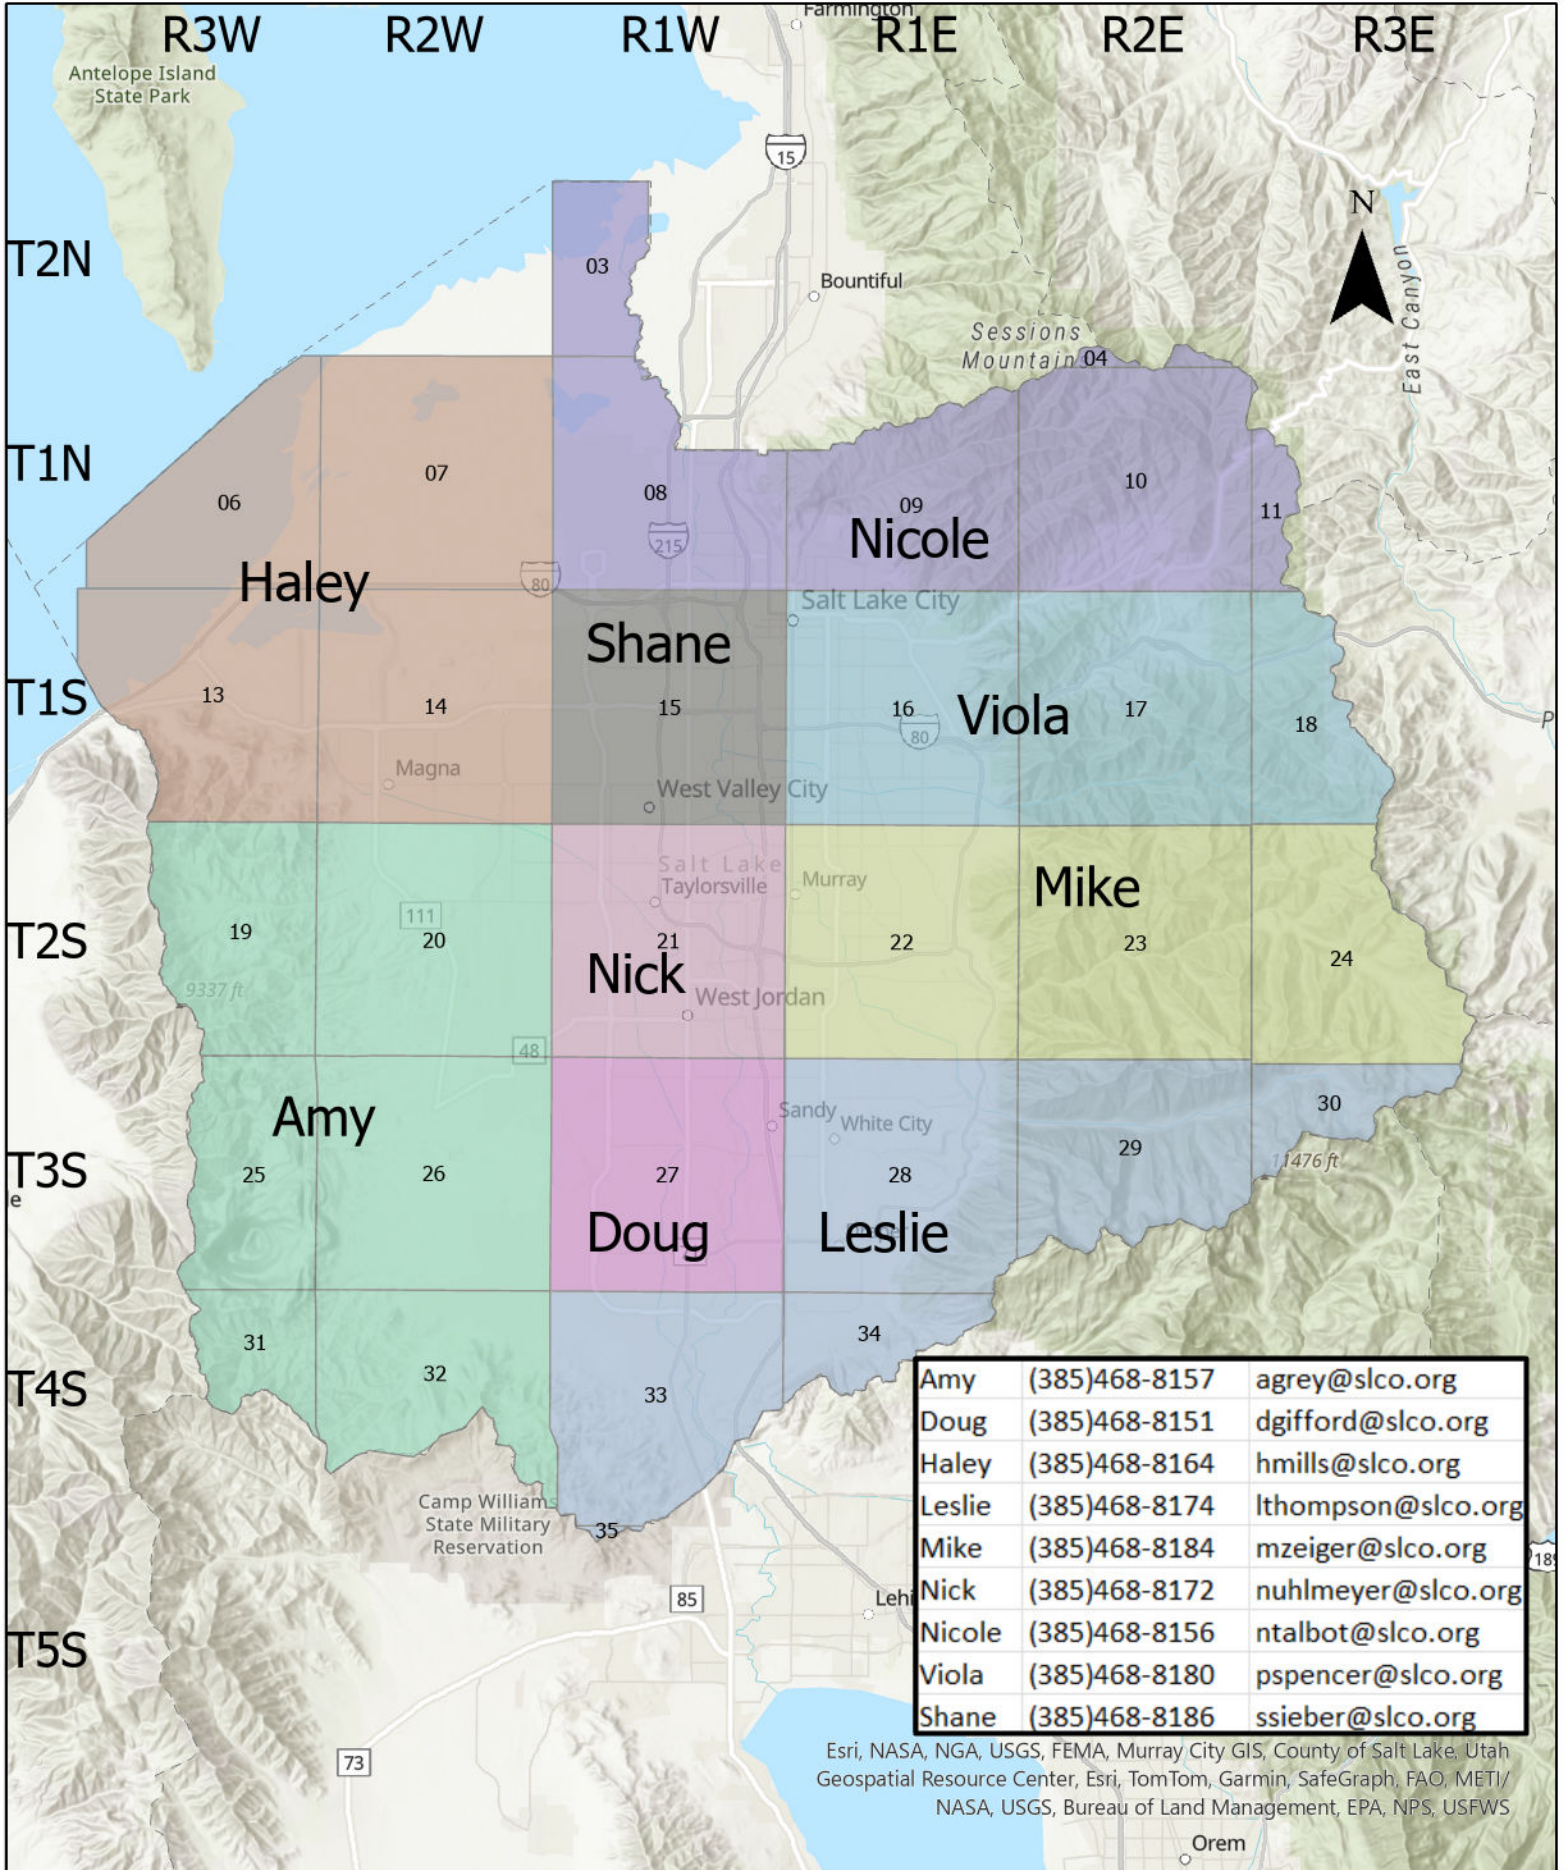 Farmington
R3W R2W R1W R1E R2E R3E
Antelope Island
State Park
15
N
T2N
03
Bountiful
East Canyon
Sessions
Mountain
04
T1N
07
06
08
09
10
11
Nicole
215
Haley
80
Salt Lake City
Shane
T1S
13
14
15
16
Viola
17
18
80
P
Magna
West Valley City
Salt Lake
Taylorsville
Murray
Mike
111
T2S
19
20
21
22
23
24
Nick
9337 ft
West Jordan
48
Amy
Sandy
White City
30
29
T3S
e
25
26
27
28
11476 ft
Doug
Leslie
31
34
T4S
32
33
Amy (385)468-8157 agrey@slco.org
Doug (385)468-8151 dgifford@slco.org
Haley (385)468-8164 hmills@slco.org
Leslie (385)468-8174 lthompson@slco.org
Mike (385)468-8184 mzeiger@slco.org
Nick (385)468-8172 nuhlmeyer@slco.org
Nicole (385)468-8156 ntalbot@slco.org
Viola (385)468-8180 pspencer@slco.org
Shane (385)468-8186 ssieber@slco.org
Camp Williams
State Military
Reservation
35
189
85
Lehi
T5S
73
Esri, NASA, NGA, USGS, FEMA, Murray City GIS, County of Salt Lake, Utah
Geospatial Resource Center, Esri, TomTom, Garmin, SafeGraph, FAO, METI/
NASA, USGS, Bureau of Land Management, EPA, NPS, USFWS
Orem